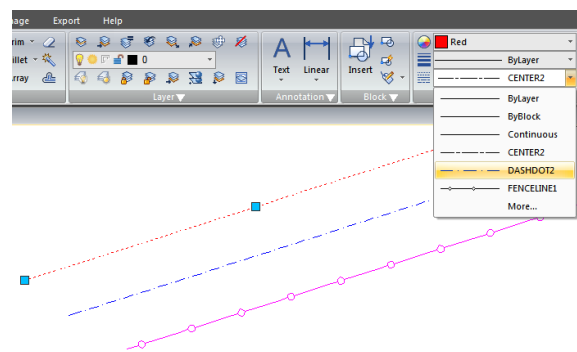 Image Export Help
rim
illet
rray
0
Layer
Text Linear
Annotation
Insert
Block
Red
ByLayer
CENTER2
ByLayer
ByBlock
Continuous
CENTER2
DASHDOT2
FENCELINE1
More...